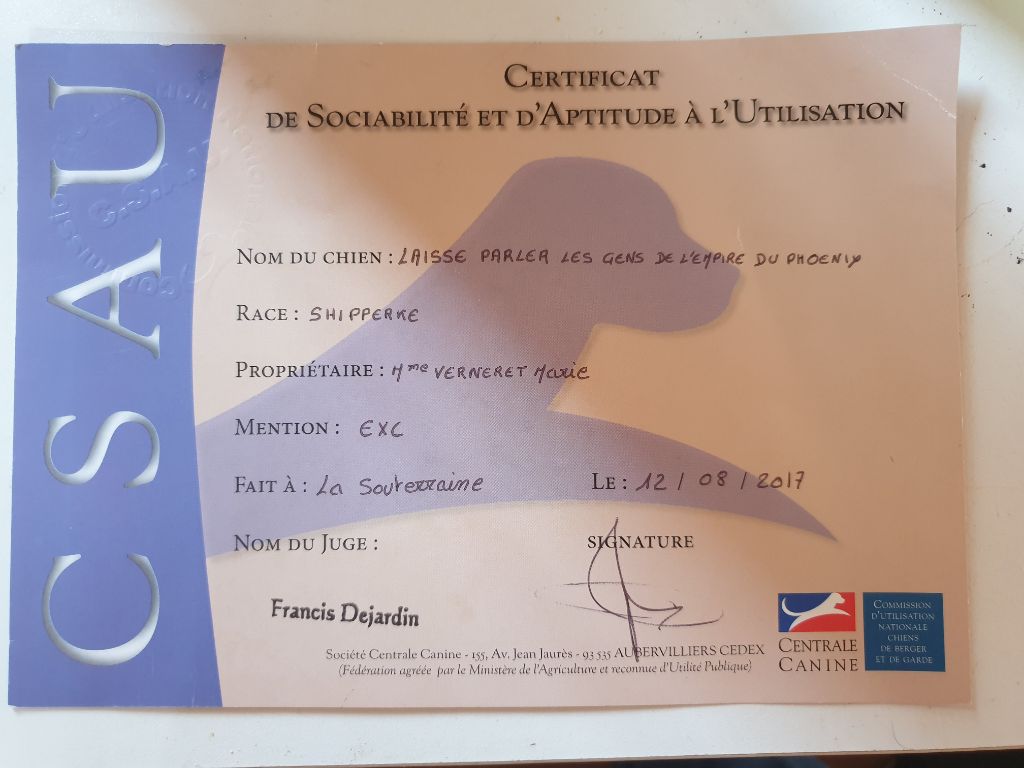 CSAU
CERTIFICAT
DE SOCIABILITÉ ET D'APTITUDE À L'UTILISATION
NOM DU CHIEN : LAISSE PARLER LES GENS DE L'EMPIRE DU PHOENIX
RACE : SHIPPERKE
PROPRIÉTAIRE : Mme VERNERET Marie
MENTION : EXC
FAIT À : La Souterraine LE : 12 / 08 / 2017
NOM DU JUGE : SIGNATURE
Francis Dejardin
Société Centrale Canine - 155, Av. Jean Jaurès - 93 535 AUBERVILLIERS CEDEX
(Fédération agréée par le Ministère de l'Agriculture et reconnue d'Utilité Publique)
CENTRALE
CANINE
COMMISSION
D'UTILISATION
NATIONALE
CHIENS
DE BERGER
ET DE GARDE